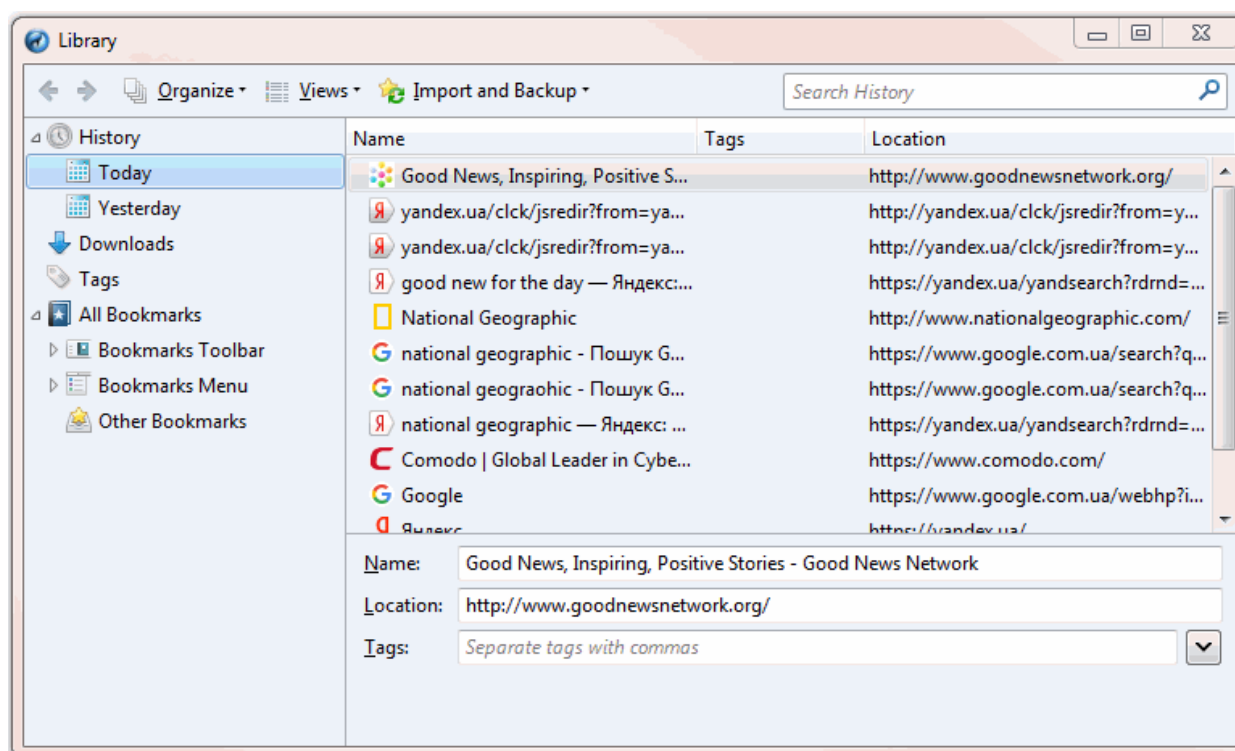 Library
Organize Views Import and Backup Search History
History
Today
Yesterday
Downloads
Tags
All Bookmarks
Bookmarks Toolbar
Bookmarks Menu
Other Bookmarks
Name Tags Location
Good News, Inspiring, Positive S... http://www.goodnewsnetwork.org/
yandex.ua/clck/jsredir?from=ya... http://yandex.ua/clck/jsredir?from=y...
yandex.ua/clck/jsredir?from=ya... http://yandex.ua/clck/jsredir?from=y...
good new for the day — Яндекс:... https://yandex.ua/yandsearch?rdrnd=...
National Geographic http://www.nationalgeographic.com/
national geographic - Пошук G... https://www.google.com.ua/search?q...
national geograohic - Пошук G... https://www.google.com.ua/search?q...
national geographic — Яндекс: ... https://yandex.ua/yandsearch?rdrnd=...
Comodo | Global Leader in Cybe... https://www.comodo.com/
Google https://www.google.com.ua/webhp?i...
Яндекс https://yandex.ua/
Name: Good News, Inspiring, Positive Stories - Good News Network
Location: http://www.goodnewsnetwork.org/
Tags: Separate tags with commas